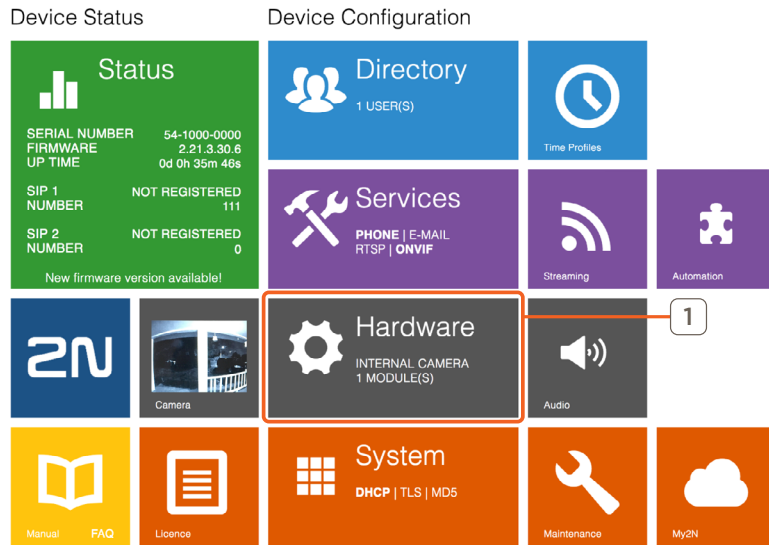 Device Status
Device Configuration
Status
SERIAL NUMBER 54-1000-0000
FIRMWARE 2.21.3.30.6
UP TIME 0d 0h 35m 46s
SIP 1 NOT REGISTERED
NUMBER 111
SIP 2 NOT REGISTERED
NUMBER 0
New firmware version available!
Directory
1 USER(S)
Time Profiles
Services
PHONE | E-MAIL
RTSP | ONVIF
Streaming
Automation
2N
Camera
Hardware
INTERNAL CAMERA
1 MODULE(S)
Audio
1
Manual FAQ
Licence
System
DHCP | TLS | MD5
Maintenance
My2N